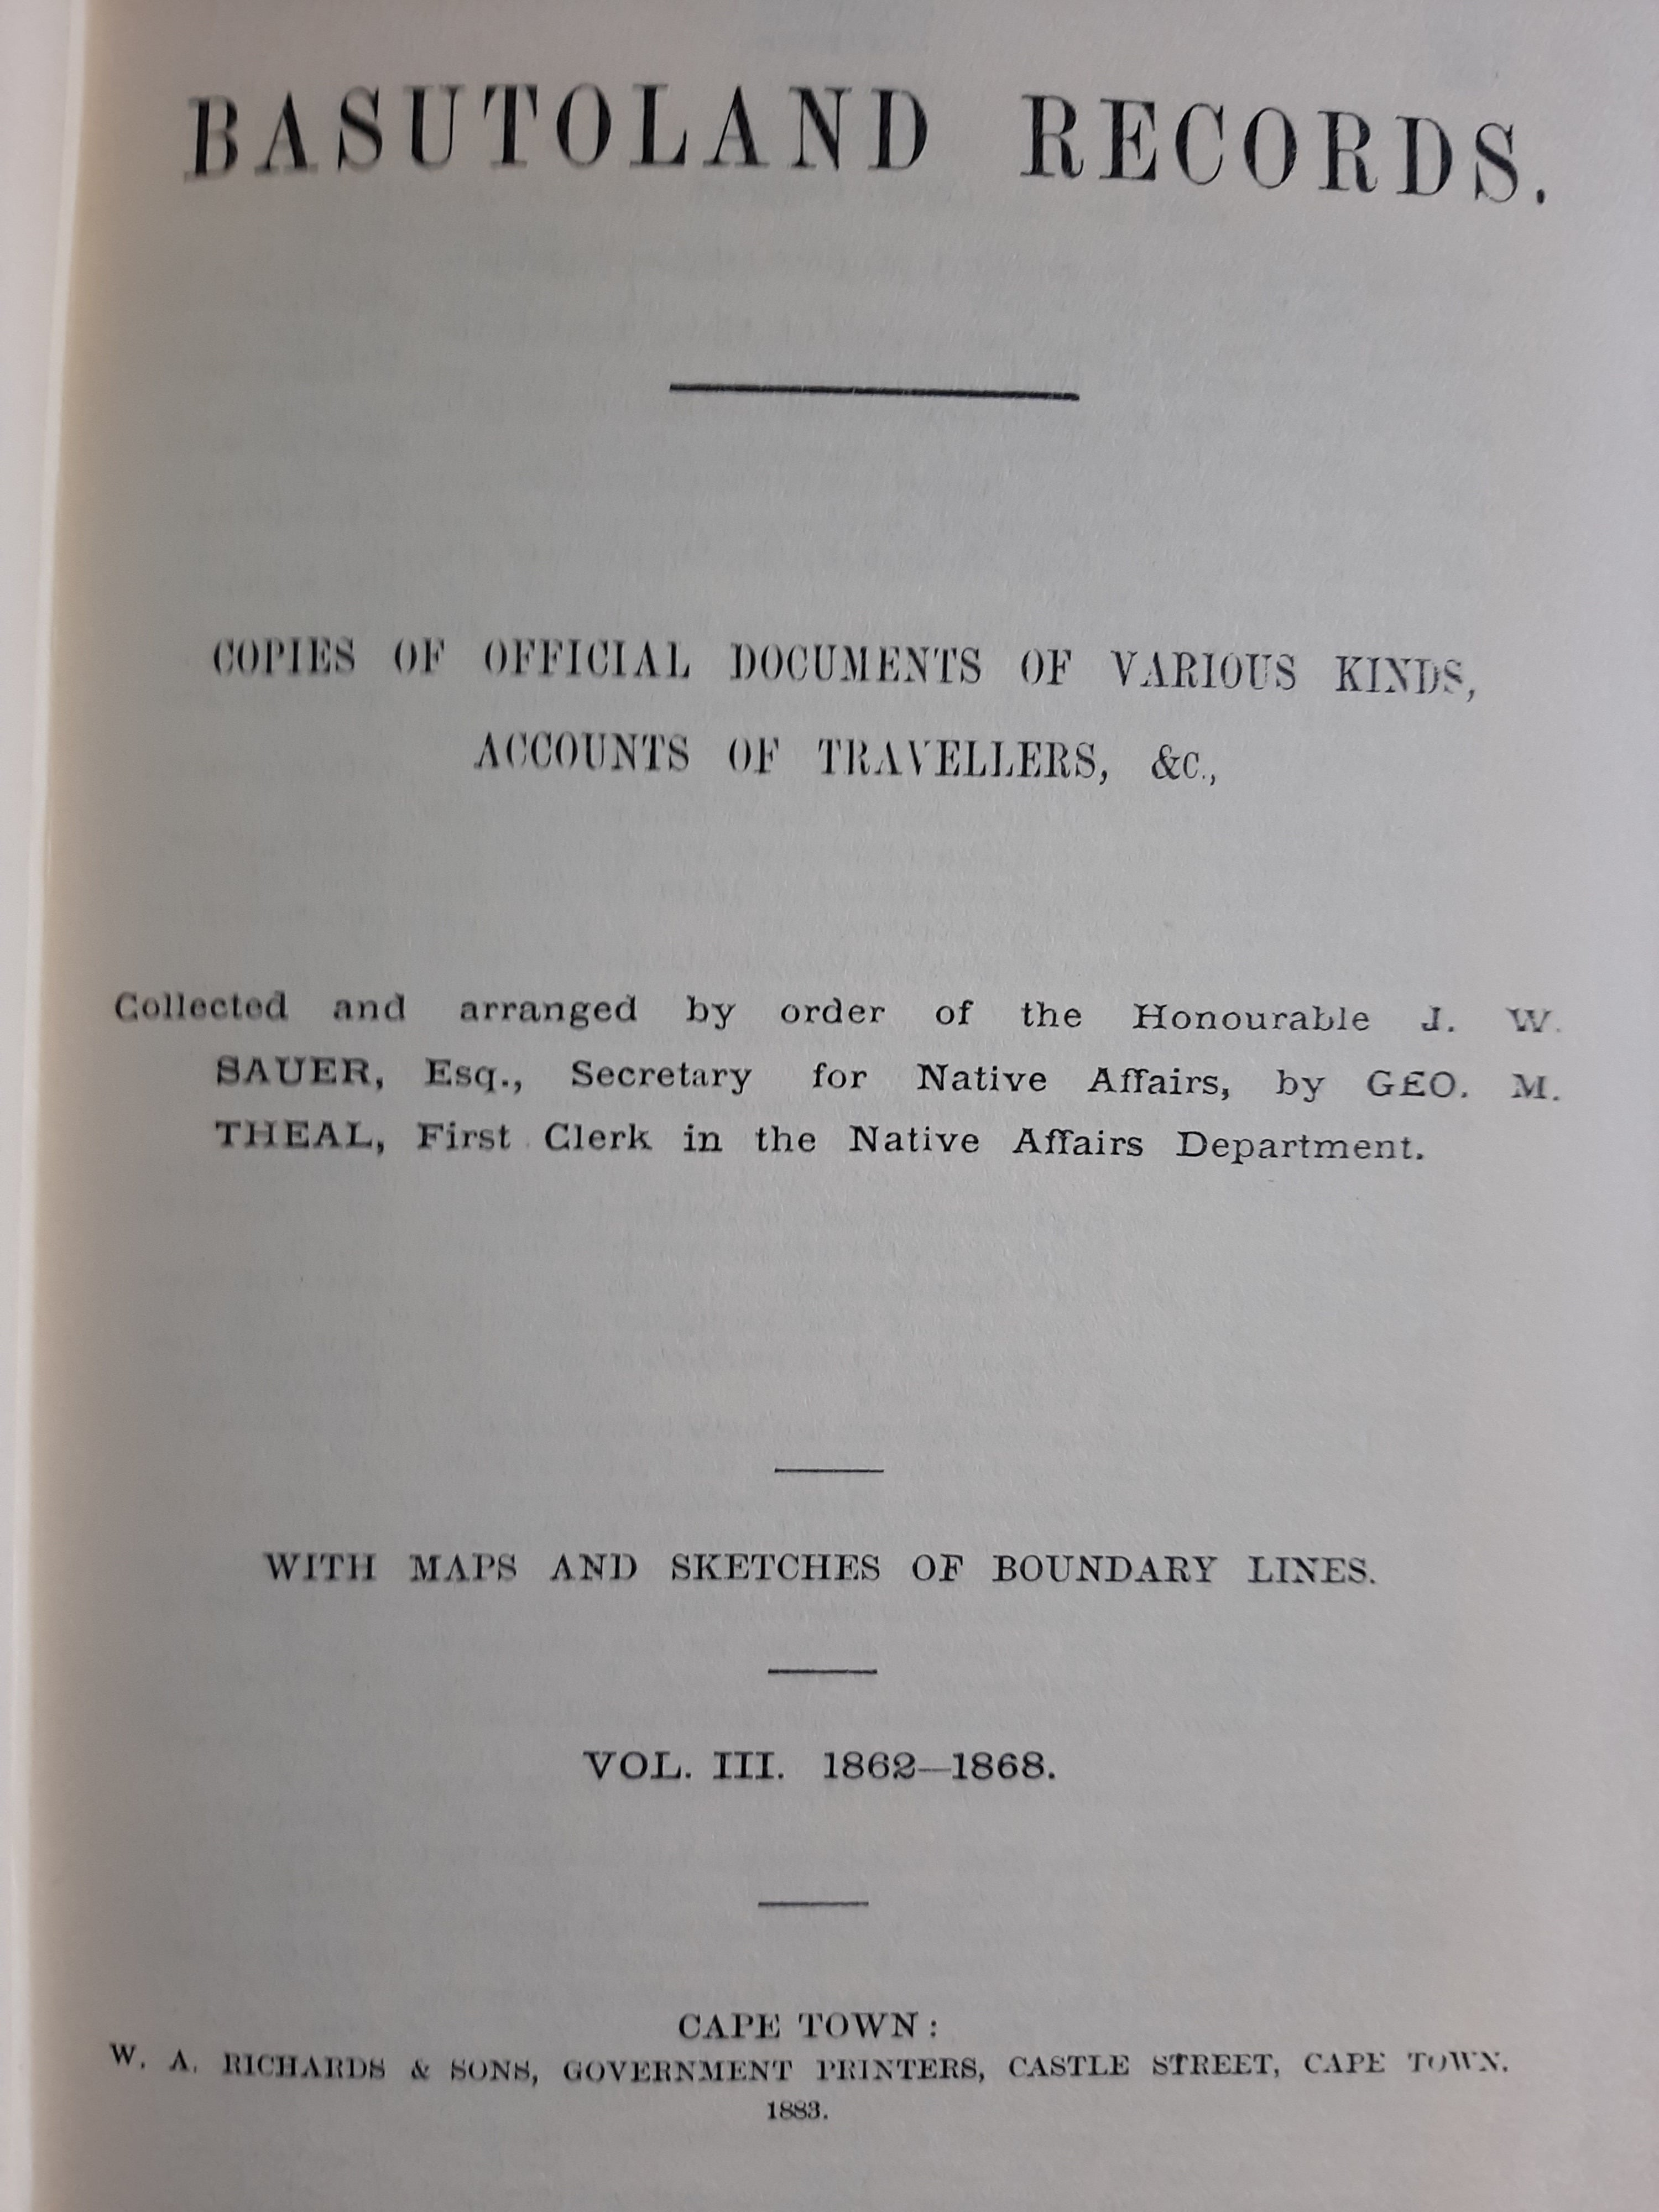 BASUTOLAND RECORDS.
COPIES OF OFFICIAL DOCUMENTS OF VARIOUS KINDS,
ACCOUNTS OF TRAVELLERS, &c.,
Collected and arranged by order of the Honourable J. W.
SAUER, Esq., Secretary for Native Affairs, by GEO. M.
THEAL, First Clerk in the Native Affairs Department.
WITH MAPS AND SKETCHES OF BOUNDARY LINES.
VOL. III. 1862—1868.
CAPE TOWN:
W. A. RICHARDS & SONS, GOVERNMENT PRINTERS, CASTLE STREET, CAPE TOWN.
1883.